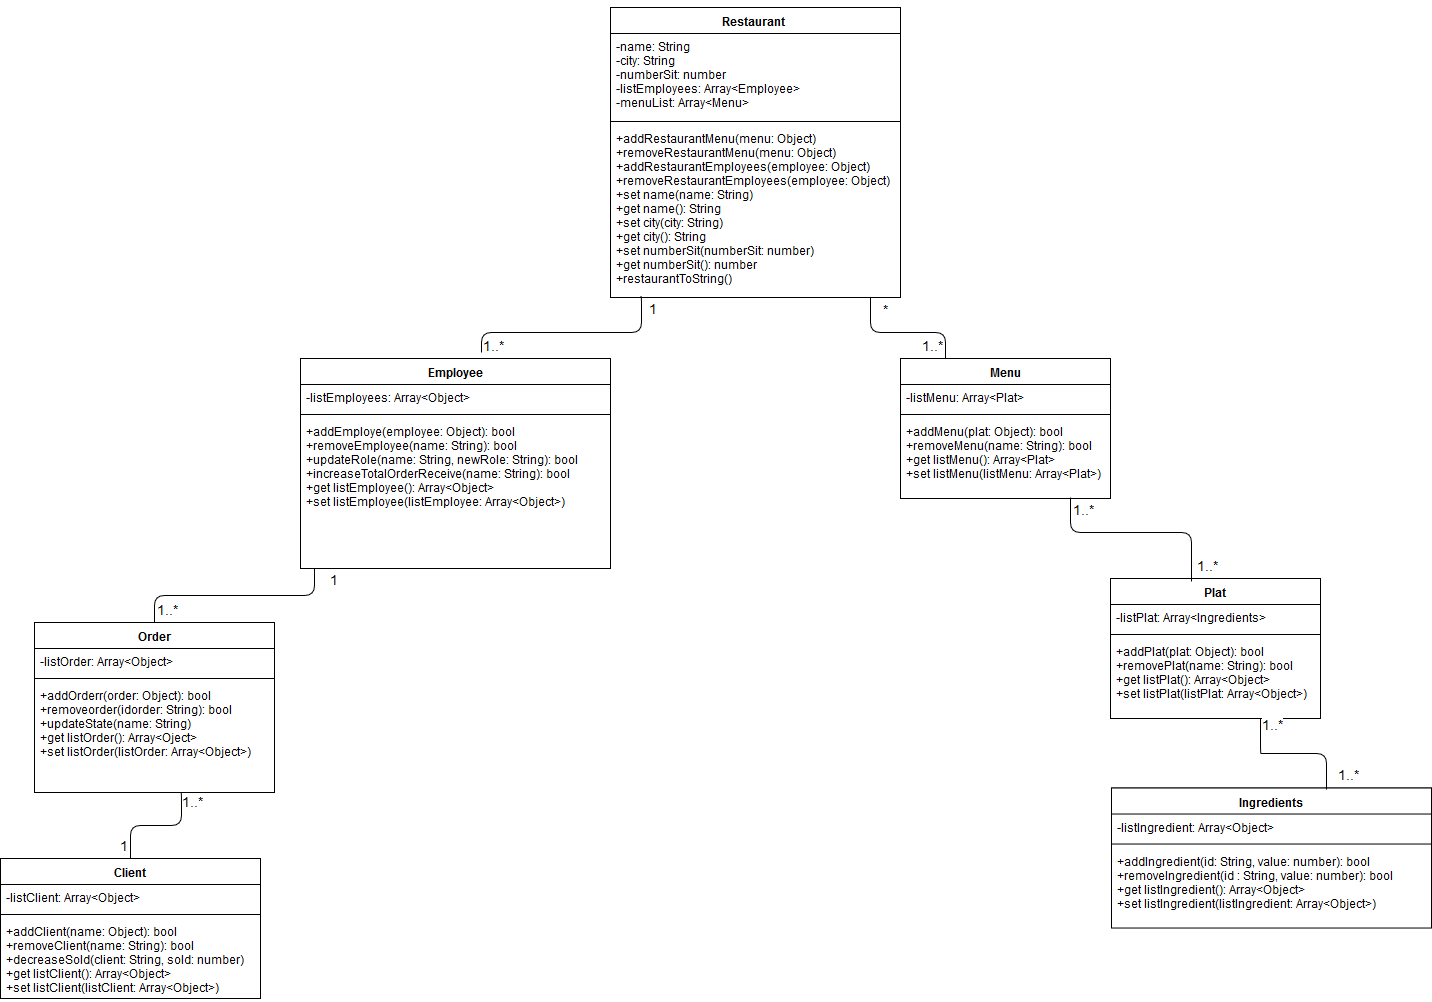 Restaurant
-name: String
-city: String
-numberSit: number
-listEmployees: Array<Employee>
-menuList: Array<Menu>
+addRestaurantMenu(menu: Object)
+removeRestaurantMenu(menu: Object)
+addRestaurantEmployees(employee: Object)
+removeRestaurantEmployees(employee: Object)
+set name(name: String)
+get name(): String
+set city(city: String)
+get city(): String
+set numberSit(numberSit: number)
+get numberSit(): number
+restaurantToString()
1
*
1..*
1..*
Employee
-listEmployees: Array<Object>
+addEmploye(employee: Object): bool
+removeEmployee(name: String): bool
+updateRole(name: String, newRole: String): bool
+increaseTotalOrderReceive(name: String): bool
+get listEmployee(): Array<Object>
+set listEmployee(listEmployee: Array<Object>)
Menu
-listMenu: Array<Plat>
+addMenu(plat: Object): bool
+removeMenu(name: String): bool
+get listMenu(): Array<Plat>
+set listMenu(listMenu: Array<Plat>)
1..*
1..*
1
1..*
Plat
-listPlat: Array<Ingredients>
+addPlat(plat: Object): bool
+removePlat(name: String): bool
+get listPlat(): Array<Object>
+set listPlat(listPlat: Array<Object>)
Order
-listOrder: Array<Object>
+addOrderr(order: Object): bool
+removeorder(idorder: String): bool
+updateState(name: String)
+get listOrder(): Array<Oject>
+set listOrder(listOrder: Array<Object>)
1..*
1..*
1..*
1
Ingredients
-listIngredient: Array<Object>
+addIngredient(id: String, value: number): bool
+removeIngredient(id : String, value: number): bool
+get listIngredient(): Array<Object>
+set listIngredient(listIngredient: Array<Object>)
Client
-listClient: Array<Object>
+addClient(name: Object): bool
+removeClient(name: String): bool
+decreaseSold(client: String, sold: number)
+get listClient(): Array<Object>
+set listClient(listClient: Array<Object>)